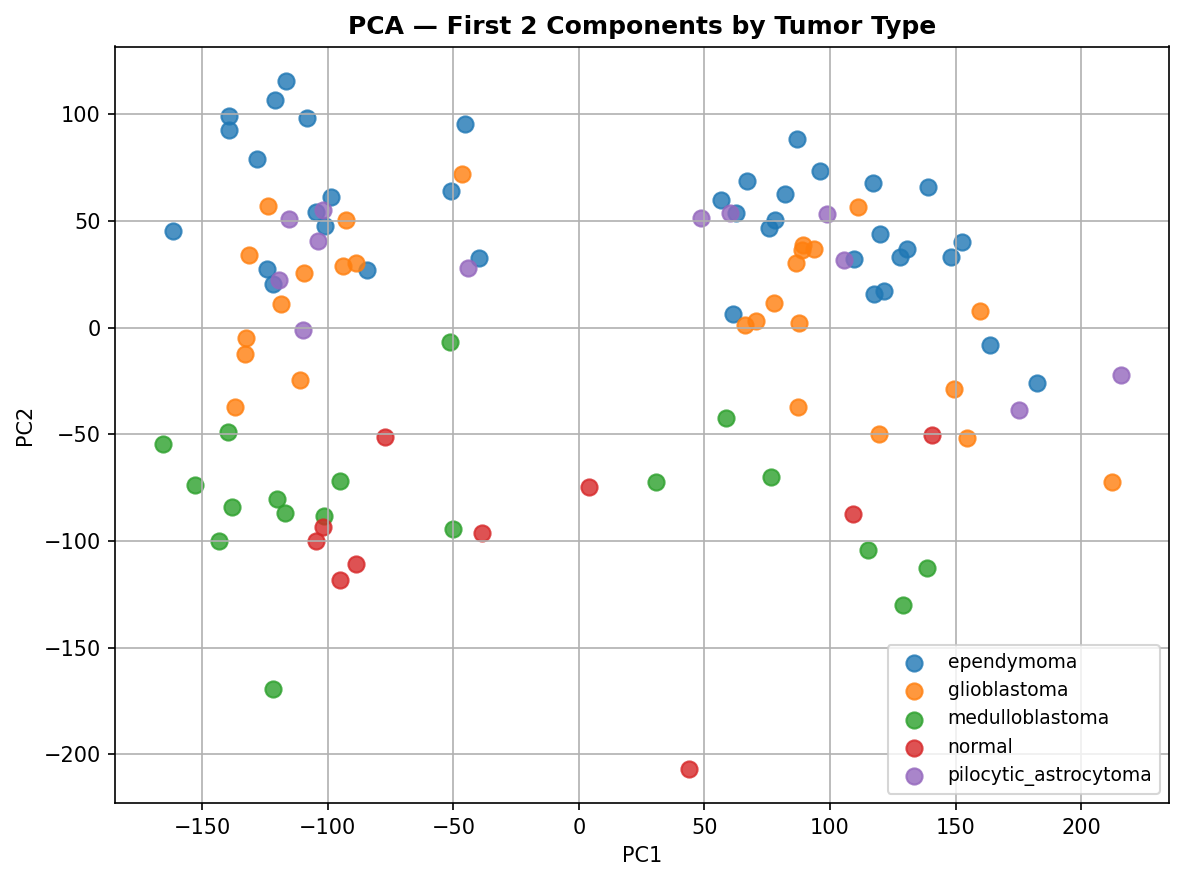 PCA — First 2 Components by Tumor Type
PC2
100
50
0
−50
−100
−150
−200
−150
−100
−50
0
50
100
150
200
PC1
ependymoma
glioblastoma
medulloblastoma
normal
pilocytic_astrocytoma